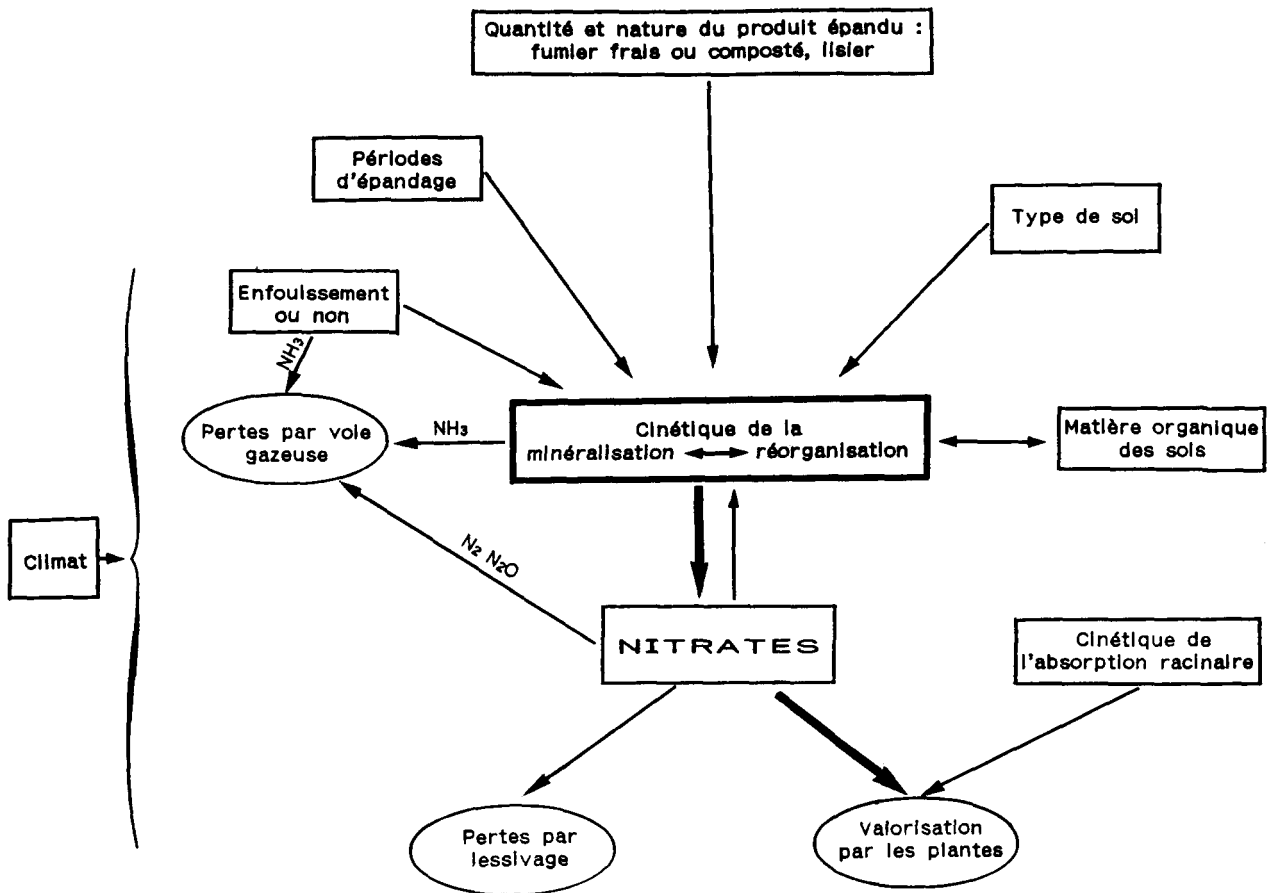 Quantité et nature du produit épandu :
fumier frais ou composté, lisier
Périodes
d'épandage
Type de sol
Enfouissement
ou non
NH₃
Pertes par voie
gazeuse
NH₃
Cinétique de la
minéralisation réorganisation
Matière organique
des sols
Climat
N₂ N₂O
NITRATES
Cinétique de
l'absorption racinaire
Pertes par
lessivage
Valorisation
par les plantes